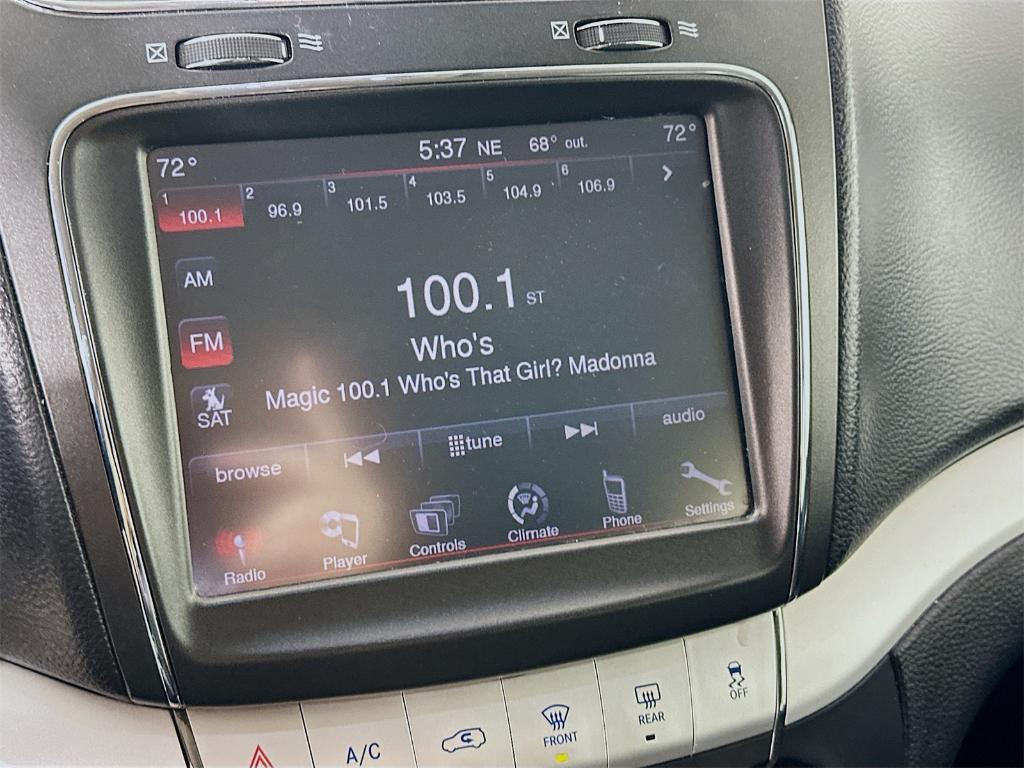 72° 5:37 NE 68° out. 72°
1 2 3 4 5 6
100.1 96.9 101.5 103.5 104.9 106.9
AM
100.1 ST
FM
Who's
Magic 100.1 Who's That Girl? Madonna
SAT
browse tune audio
Radio Player Controls Climate Phone Settings
A/C FRONT REAR OFF